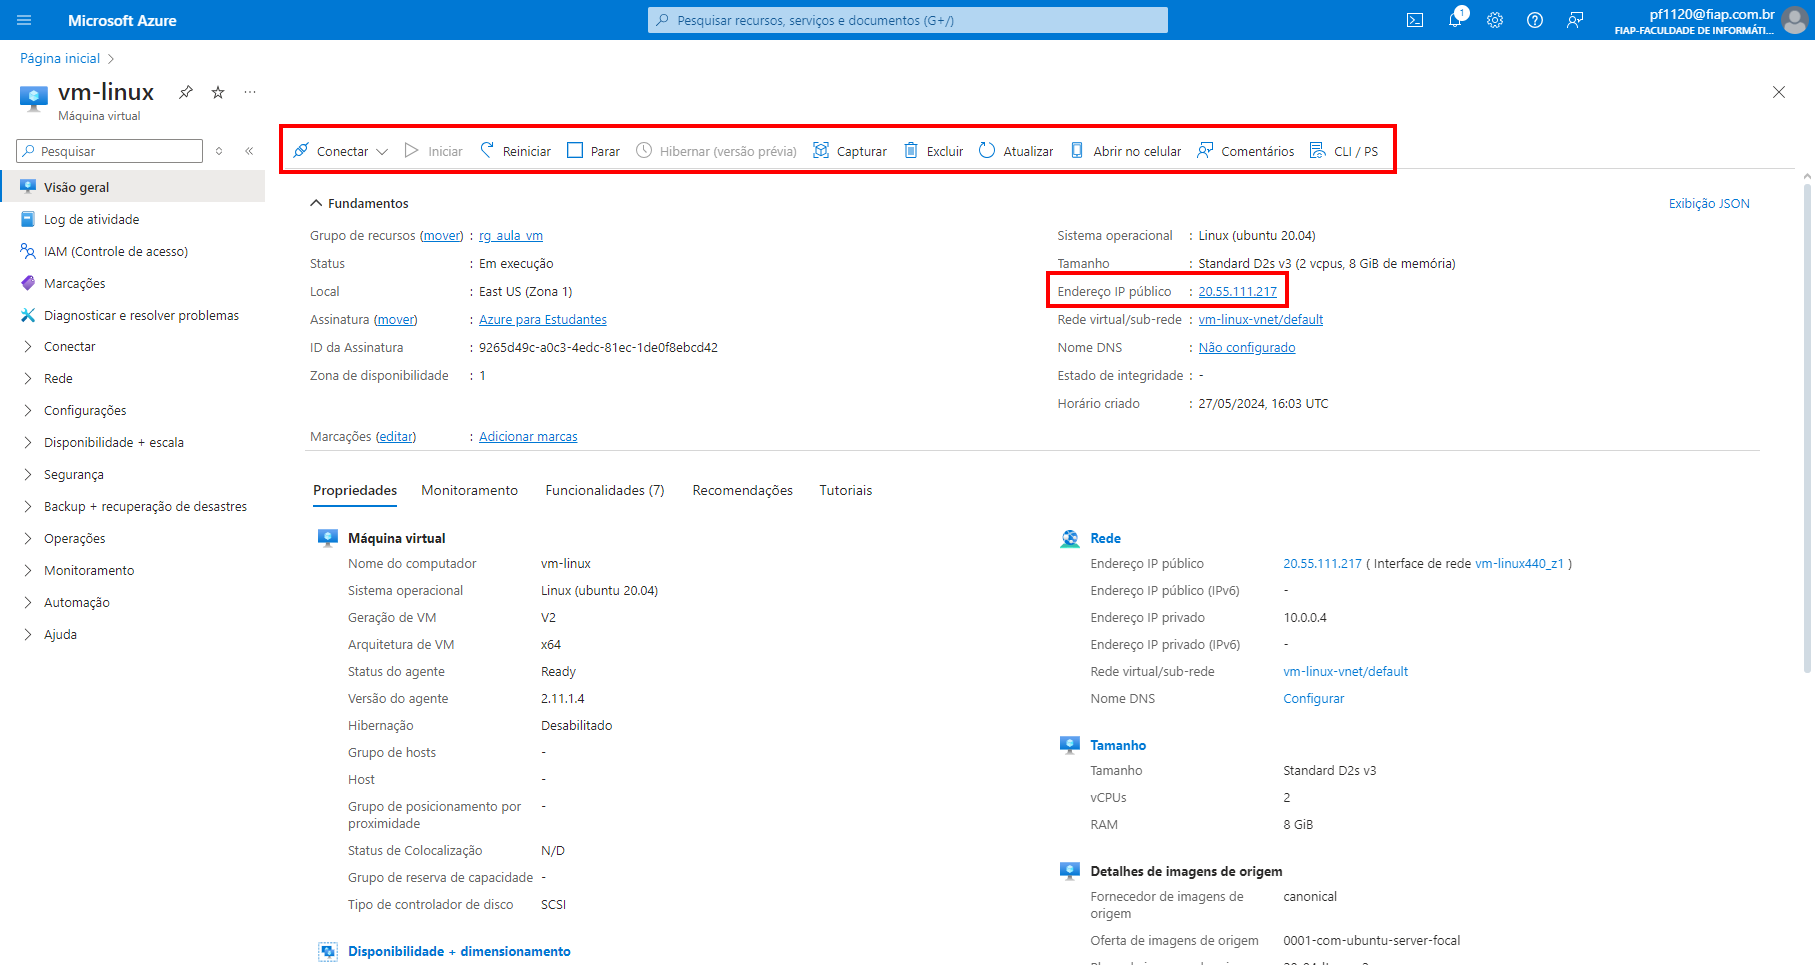 Microsoft Azure
Pesquisar recursos, serviços e documentos (G+/)
1
pf1120@fiap.com.br
FIAP-FACULDADE DE INFORMÁTI...
Página inicial
vm-linux
Máquina virtual
Pesquisar
Conectar
Iniciar
Reiniciar
Parar
Hibernar (versão prévia)
Capturar
Excluir
Atualizar
Abrir no celular
Comentários
CLI / PS
Visão geral
Log de atividade
IAM (Controle de acesso)
Marcações
Diagnosticar e resolver problemas
Conectar
Rede
Configurações
Disponibilidade + escala
Segurança
Backup + recuperação de desastres
Operações
Monitoramento
Automação
Ajuda
Fundamentos
Exibição JSON
Grupo de recursos (mover) : rg_aula_vm
Status : Em execução
Local : East US (Zona 1)
Assinatura (mover) : Azure para Estudantes
ID da Assinatura : 9265d49c-a0c3-4edc-81ec-1de0f8ebcd42
Zona de disponibilidade : 1
Sistema operacional : Linux (ubuntu 20.04)
Tamanho : Standard D2s v3 (2 vcpus, 8 GiB de memória)
Endereço IP público : 20.55.111.217
Rede virtual/sub-rede : vm-linux-vnet/default
Nome DNS : Não configurado
Estado de integridade : -
Horário criado : 27/05/2024, 16:03 UTC
Marcações (editar) : Adicionar marcas
Propriedades
Monitoramento
Funcionalidades (7)
Recomendações
Tutoriais
Máquina virtual
Nome do computador vm-linux
Sistema operacional Linux (ubuntu 20.04)
Geração de VM V2
Arquitetura de VM x64
Status do agente Ready
Versão do agente 2.11.1.4
Hibernação Desabilitado
Grupo de hosts -
Host -
Grupo de posicionamento por -
proximidade
Status de Colocalização N/D
Grupo de reserva de capacidade -
Tipo de controlador de disco SCSI
Disponibilidade + dimensionamento
Rede
Endereço IP público 20.55.111.217 ( Interface de rede vm-linux440_z1 )
Endereço IP público (IPv6) -
Endereço IP privado 10.0.0.4
Endereço IP privado (IPv6) -
Rede virtual/sub-rede vm-linux-vnet/default
Nome DNS Configurar
Tamanho
Tamanho Standard D2s v3
vCPUs 2
RAM 8 GiB
Detalhes de imagens de origem
Fornecedor de imagens de canonical
origem
Oferta de imagens de origem 0001-com-ubuntu-server-focal